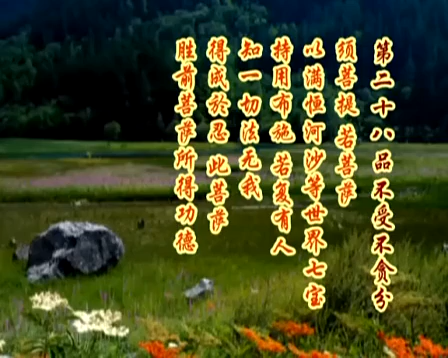 第二十八品不受不贪分
须菩提若菩萨
以满恒河沙等世界七宝
持用布施若复有人
知一切法无我
得成於忍此菩萨
胜前菩萨所得功德